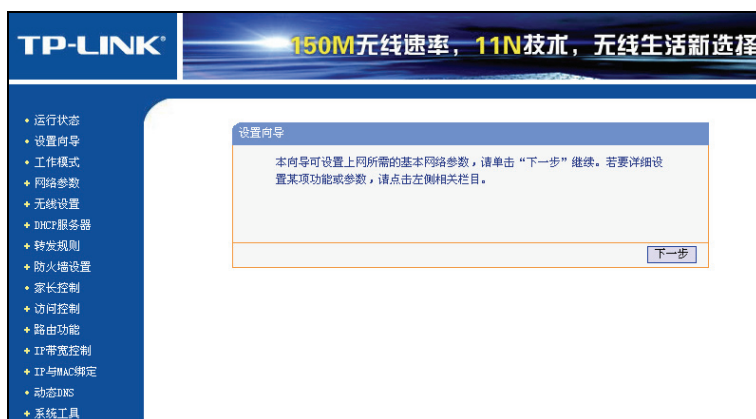 TP-LINK®
150M无线速率，11N技术，无线生活新选择
运行状态
设置向导
工作模式
网络参数
无线设置
DHCP服务器
转发规则
防火墙设置
家长控制
访问控制
路由功能
IP带宽控制
IP与MAC绑定
动态DNS
系统工具
设置向导
本向导可设置上网所需的基本网络参数，请单击“下一步”继续。若要详细设
置某项功能或参数，请点击左侧相关栏目。
下一步